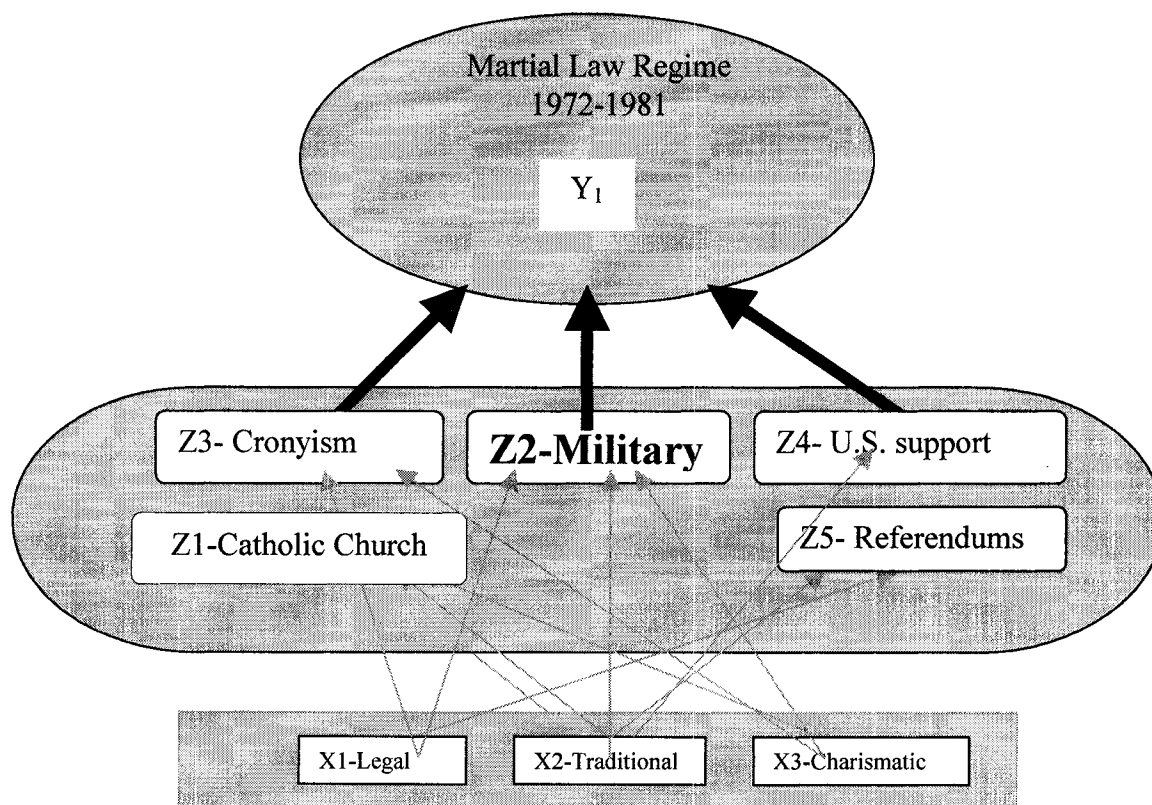 Martial Law Regime
1972-1981
Y₁
Z3- Cronyism
Z2-Military
Z4- U.S. support
Z1-Catholic Church
Z5- Referendums
X1-Legal
X2-Traditional
X3-Charismatic